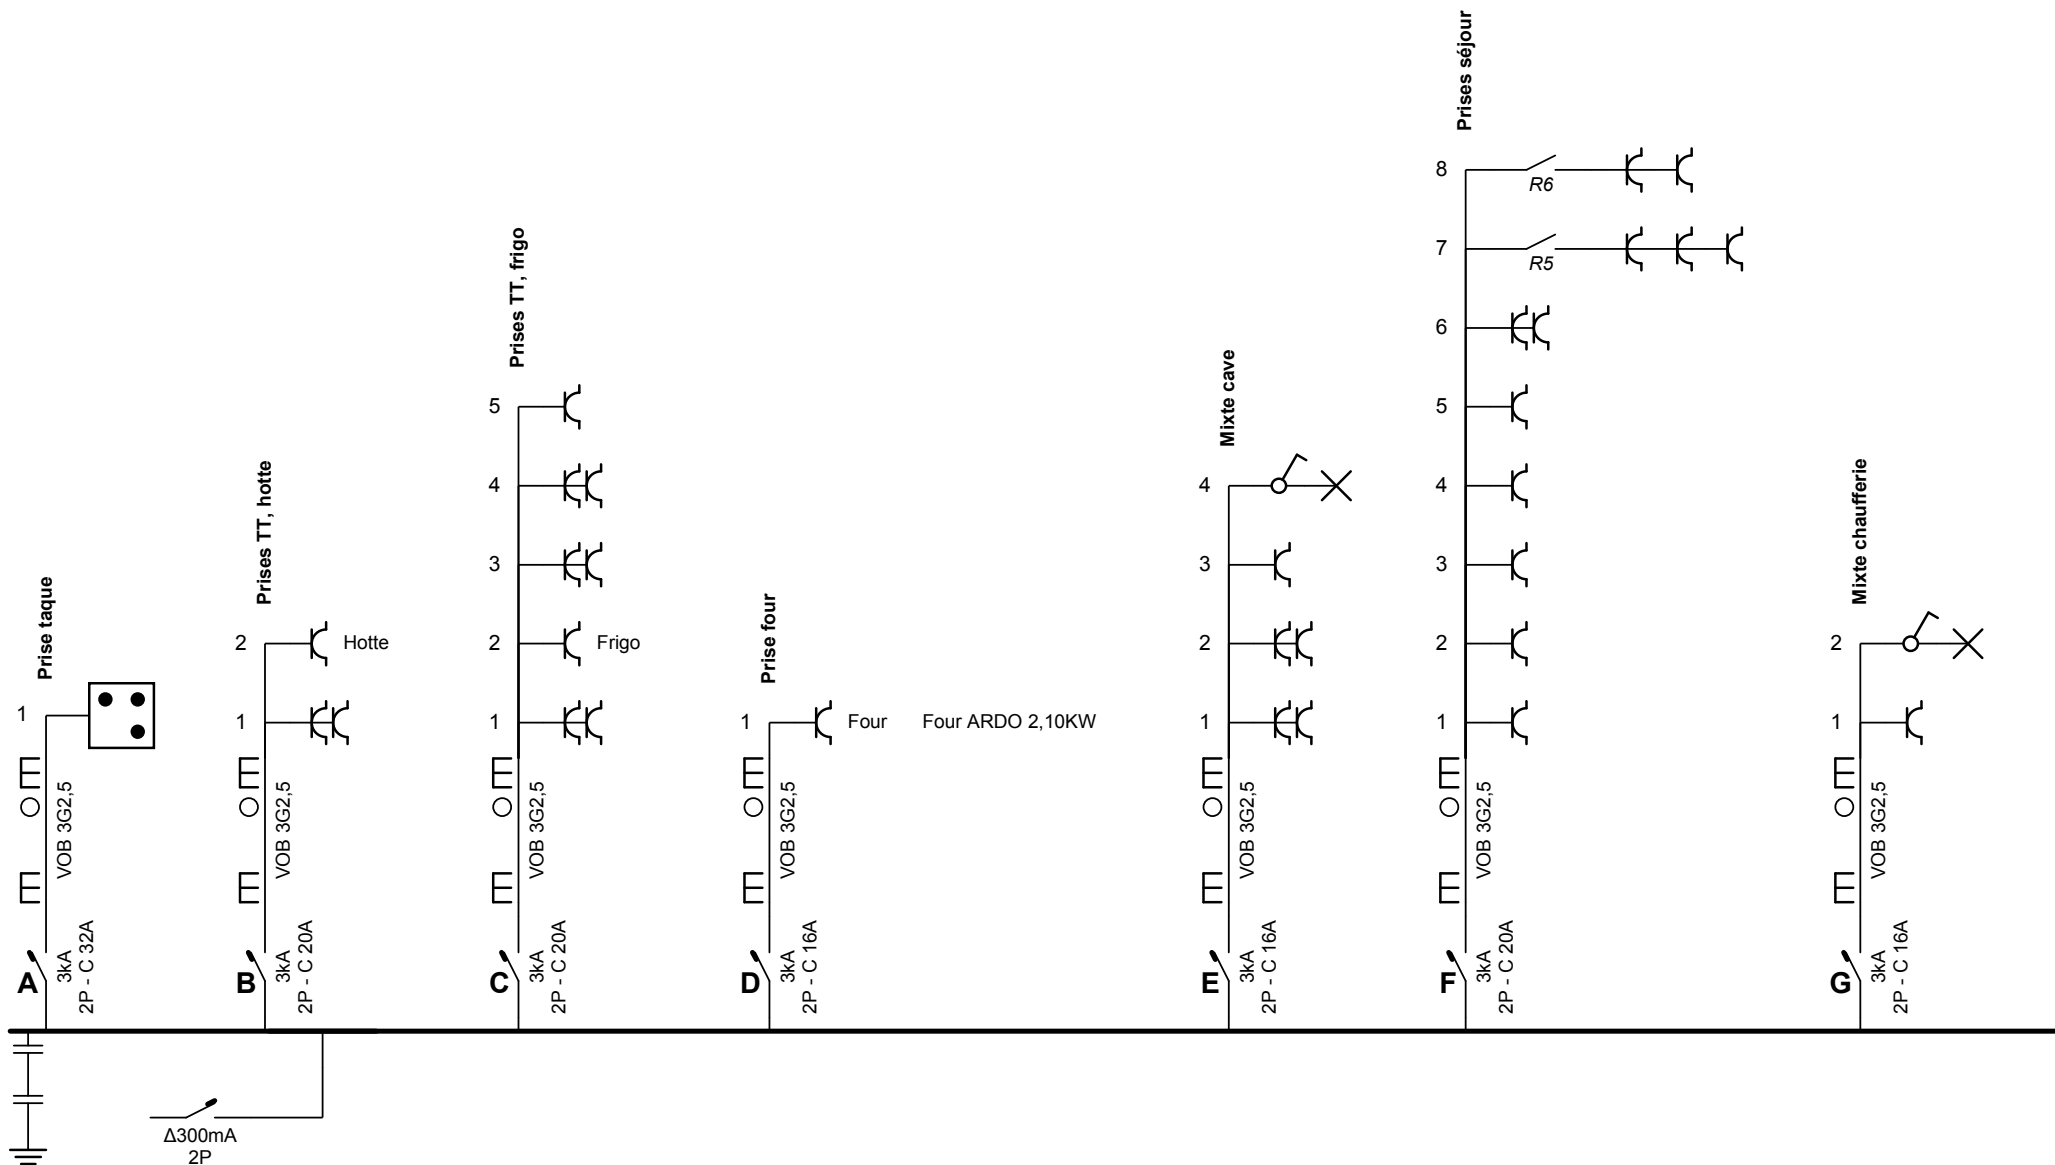 Prise taque
1
VOB 3G2,5
3kA
2P - C 32A
A
Prises TT, hotte
2
Hotte
1
VOB 3G2,5
3kA
2P - C 20A
B
Prises TT, frigo
5
4
3
2
Frigo
1
VOB 3G2,5
3kA
2P - C 20A
C
Prise four
1
Four
Four ARDO 2,10KW
VOB 3G2,5
3kA
2P - C 16A
D
Mixte cave
4
3
2
1
VOB 3G2,5
3kA
2P - C 16A
E
Prises séjour
8
R6
7
R5
6
5
4
3
2
1
VOB 3G2,5
3kA
2P - C 20A
F
Mixte chaufferie
2
1
VOB 3G2,5
3kA
2P - C 16A
G
Δ300mA
2P